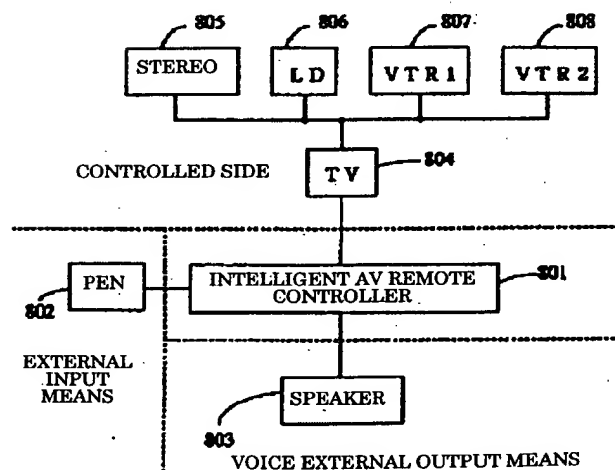 805 806 807 808
STEREO LD VTR1 VTR2
CONTROLLED SIDE
TV 804
INTELLIGENT AV REMOTE
CONTROLLER
801
PEN
802
EXTERNAL
INPUT
MEANS
SPEAKER
803
VOICE EXTERNAL OUTPUT MEANS